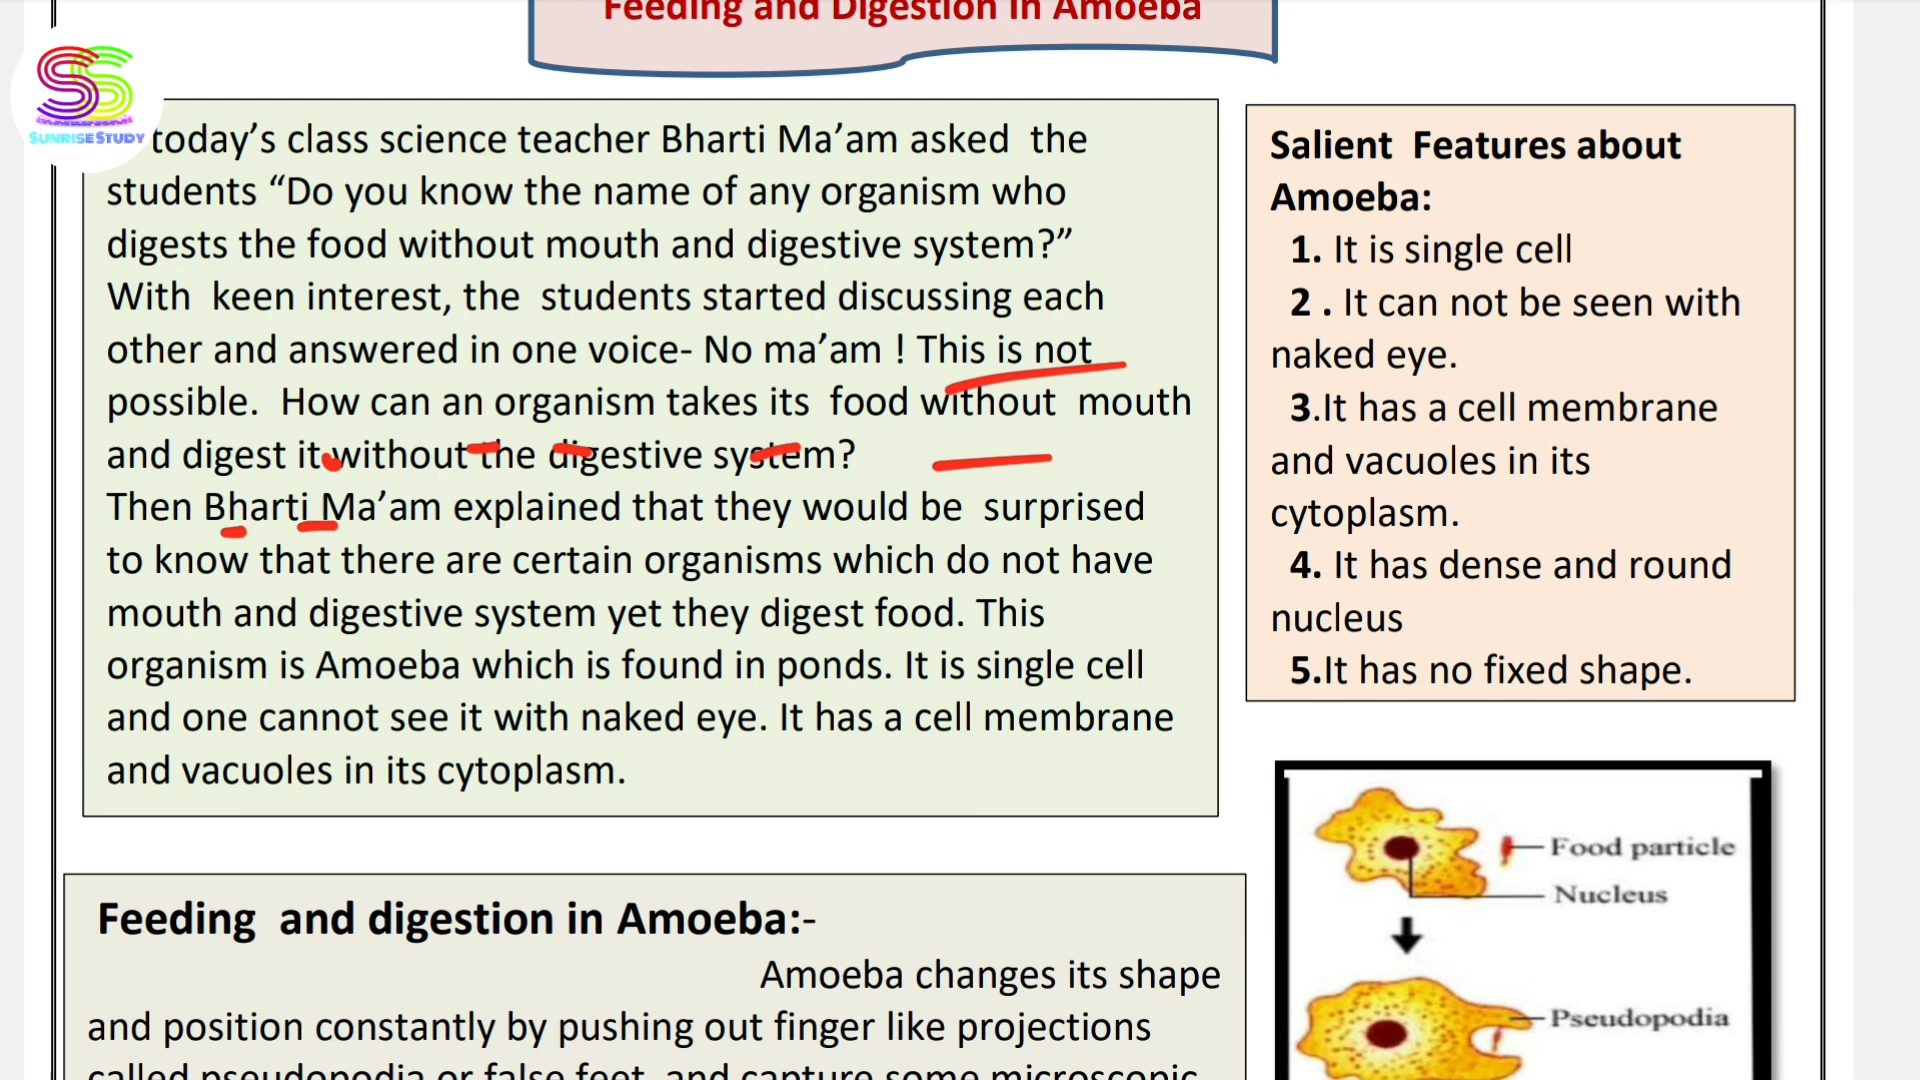 Feeding and Digestion in Amoeba
SUNRISE STUDY
today’s class science teacher Bharti Ma’am asked the
students “Do you know the name of any organism who
digests the food without mouth and digestive system?”
With keen interest, the students started discussing each
other and answered in one voice- No ma’am ! This is not
possible. How can an organism takes its food without mouth
and digest it without the digestive system?
Then Bharti Ma’am explained that they would be surprised
to know that there are certain organisms which do not have
mouth and digestive system yet they digest food. This
organism is Amoeba which is found in ponds. It is single cell
and one cannot see it with naked eye. It has a cell membrane
and vacuoles in its cytoplasm.
Salient Features about
Amoeba:
1. It is single cell
2 . It can not be seen with
naked eye.
3.It has a cell membrane
and vacuoles in its
cytoplasm.
4. It has dense and round
nucleus
5.It has no fixed shape.
Feeding and digestion in Amoeba:-
Amoeba changes its shape
and position constantly by pushing out finger like projections
called pseudopodia or false feet and capture some microscopic
Food particle
Nucleus
Pseudopodia